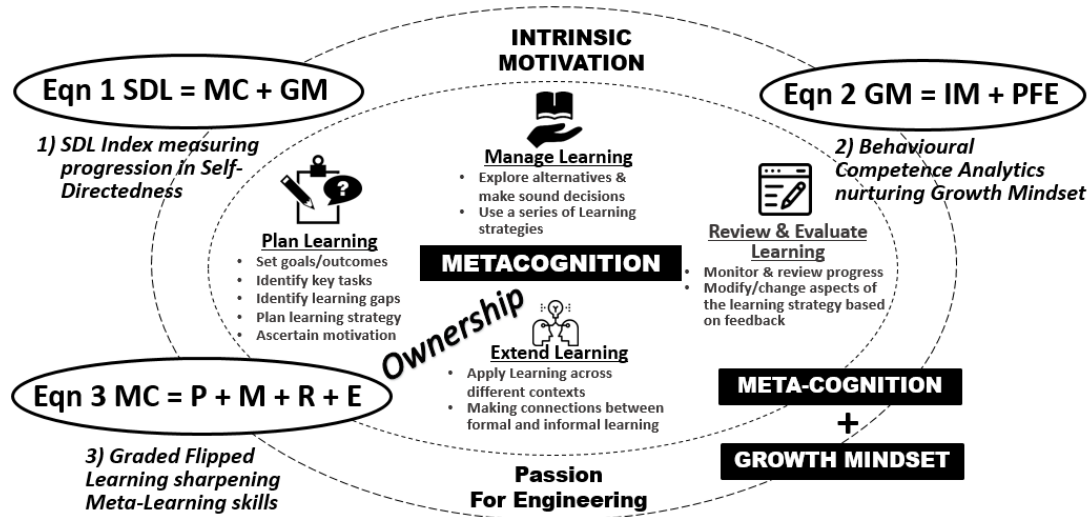 INTRINSIC
MOTIVATION
Eqn 1 SDL = MC + GM
1) SDL Index measuring
progression in Self-
Directedness
Eqn 2 GM = IM + PFE
2) Behavioural
Competence Analytics
nurturing Growth Mindset
Manage Learning
• Explore alternatives &
make sound decisions
• Use a series of Learning
strategies
?
Plan Learning
• Set goals/outcomes
• Identify key tasks
• Identify learning gaps
• Plan learning strategy
• Ascertain motivation
METACOGNITION
Review & Evaluate
Learning
• Monitor & review progress
• Modify/change aspects of
the learning strategy based
on feedback
Ownership
Extend Learning
• Apply Learning across
different contexts
• Making connections between
formal and informal learning
Eqn 3 MC = P + M + R + E
3) Graded Flipped
Learning sharpening
Meta-Learning skills
META-COGNITION
+
GROWTH MINDSET
Passion
For Engineering